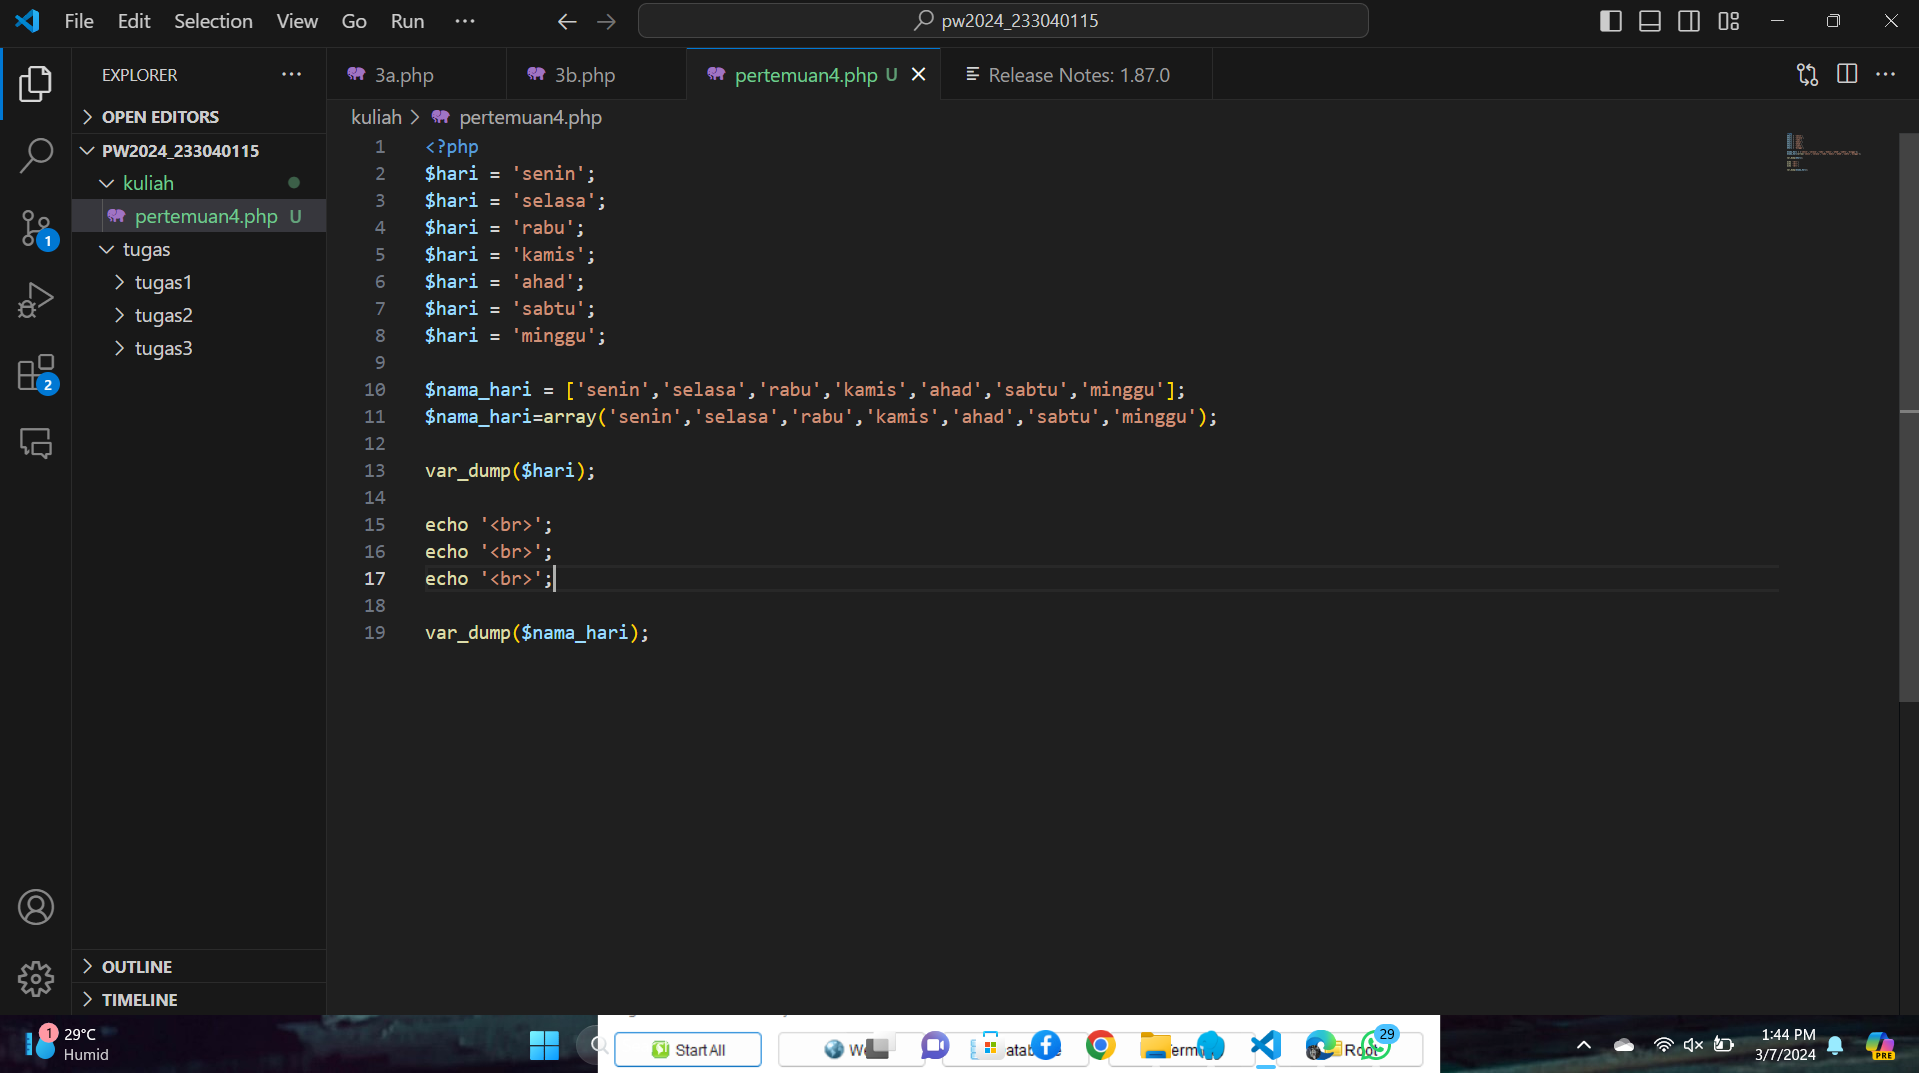 File Edit Selection View Go Run ··· pw2024_233040115
EXPLORER ···
3a.php 3b.php pertemuan4.php U Release Notes: 1.87.0
OPEN EDITORS
kuliah > pertemuan4.php
PW2024_233040115
kuliah
pertemuan4.php U
tugas
tugas1
tugas2
tugas3
1
2
1 <?php
2 $hari = 'senin';
3 $hari = 'selasa';
4 $hari = 'rabu';
5 $hari = 'kamis';
6 $hari = 'ahad';
7 $hari = 'sabtu';
8 $hari = 'minggu';
9
10 $nama_hari = ['senin','selasa','rabu','kamis','ahad','sabtu','minggu'];
11 $nama_hari=array('senin','selasa','rabu','kamis','ahad','sabtu','minggu');
12
13 var_dump($hari);
14
15 echo '<br>';
16 echo '<br>';
17 echo '<br>';
18
19 var_dump($nama_hari);
OUTLINE
TIMELINE
1 29°C
Humid
Start All
29
1:44 PM
3/7/2024
PRE